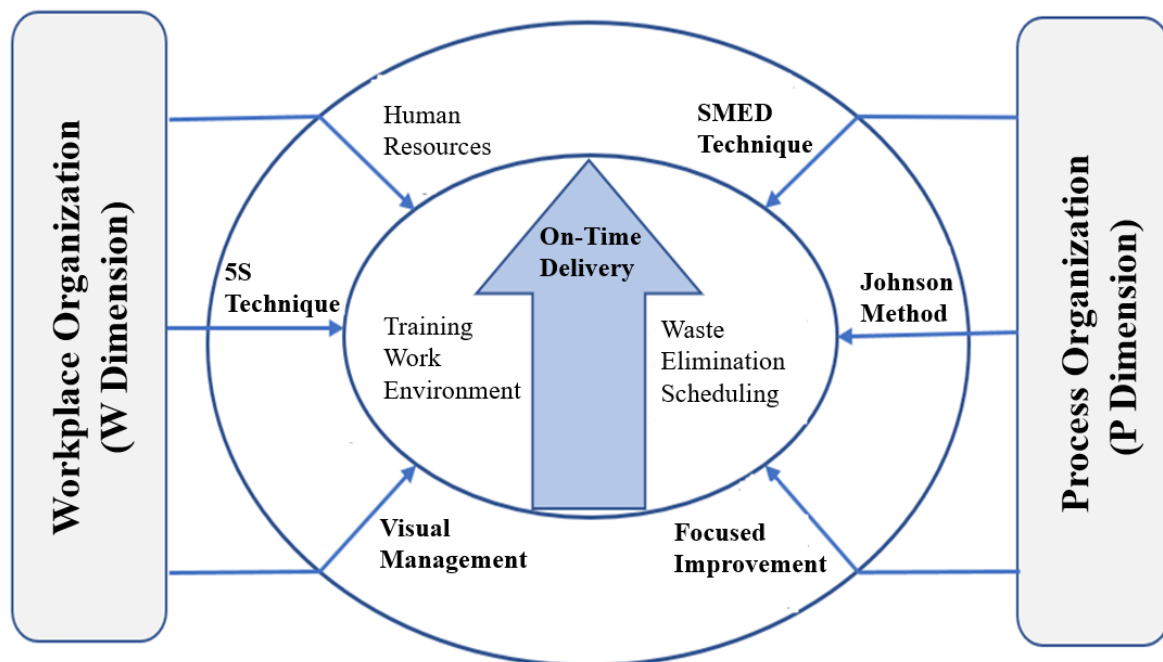 Workplace Organization
(W Dimension)
Human
Resources
5S
Technique
Visual
Management
Training
Work
Environment
On-Time
Delivery
Waste
Elimination
Scheduling
SMED
Technique
Johnson
Method
Focused
Improvement
Process Organization
(P Dimension)